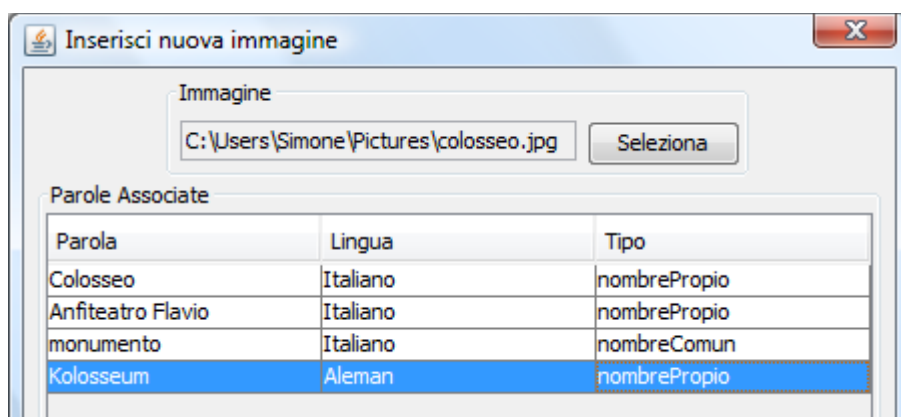 Inserisci nuova immagine
Immagine
C:\Users\Simone\Pictures\colosseo.jpg Seleziona
Parole Associate
Parola Lingua Tipo
Colosseo Italiano nombrePropio
Anfiteatro Flavio Italiano nombrePropio
monumento Italiano nombreComun
Kolosseum Aleman nombrePropio